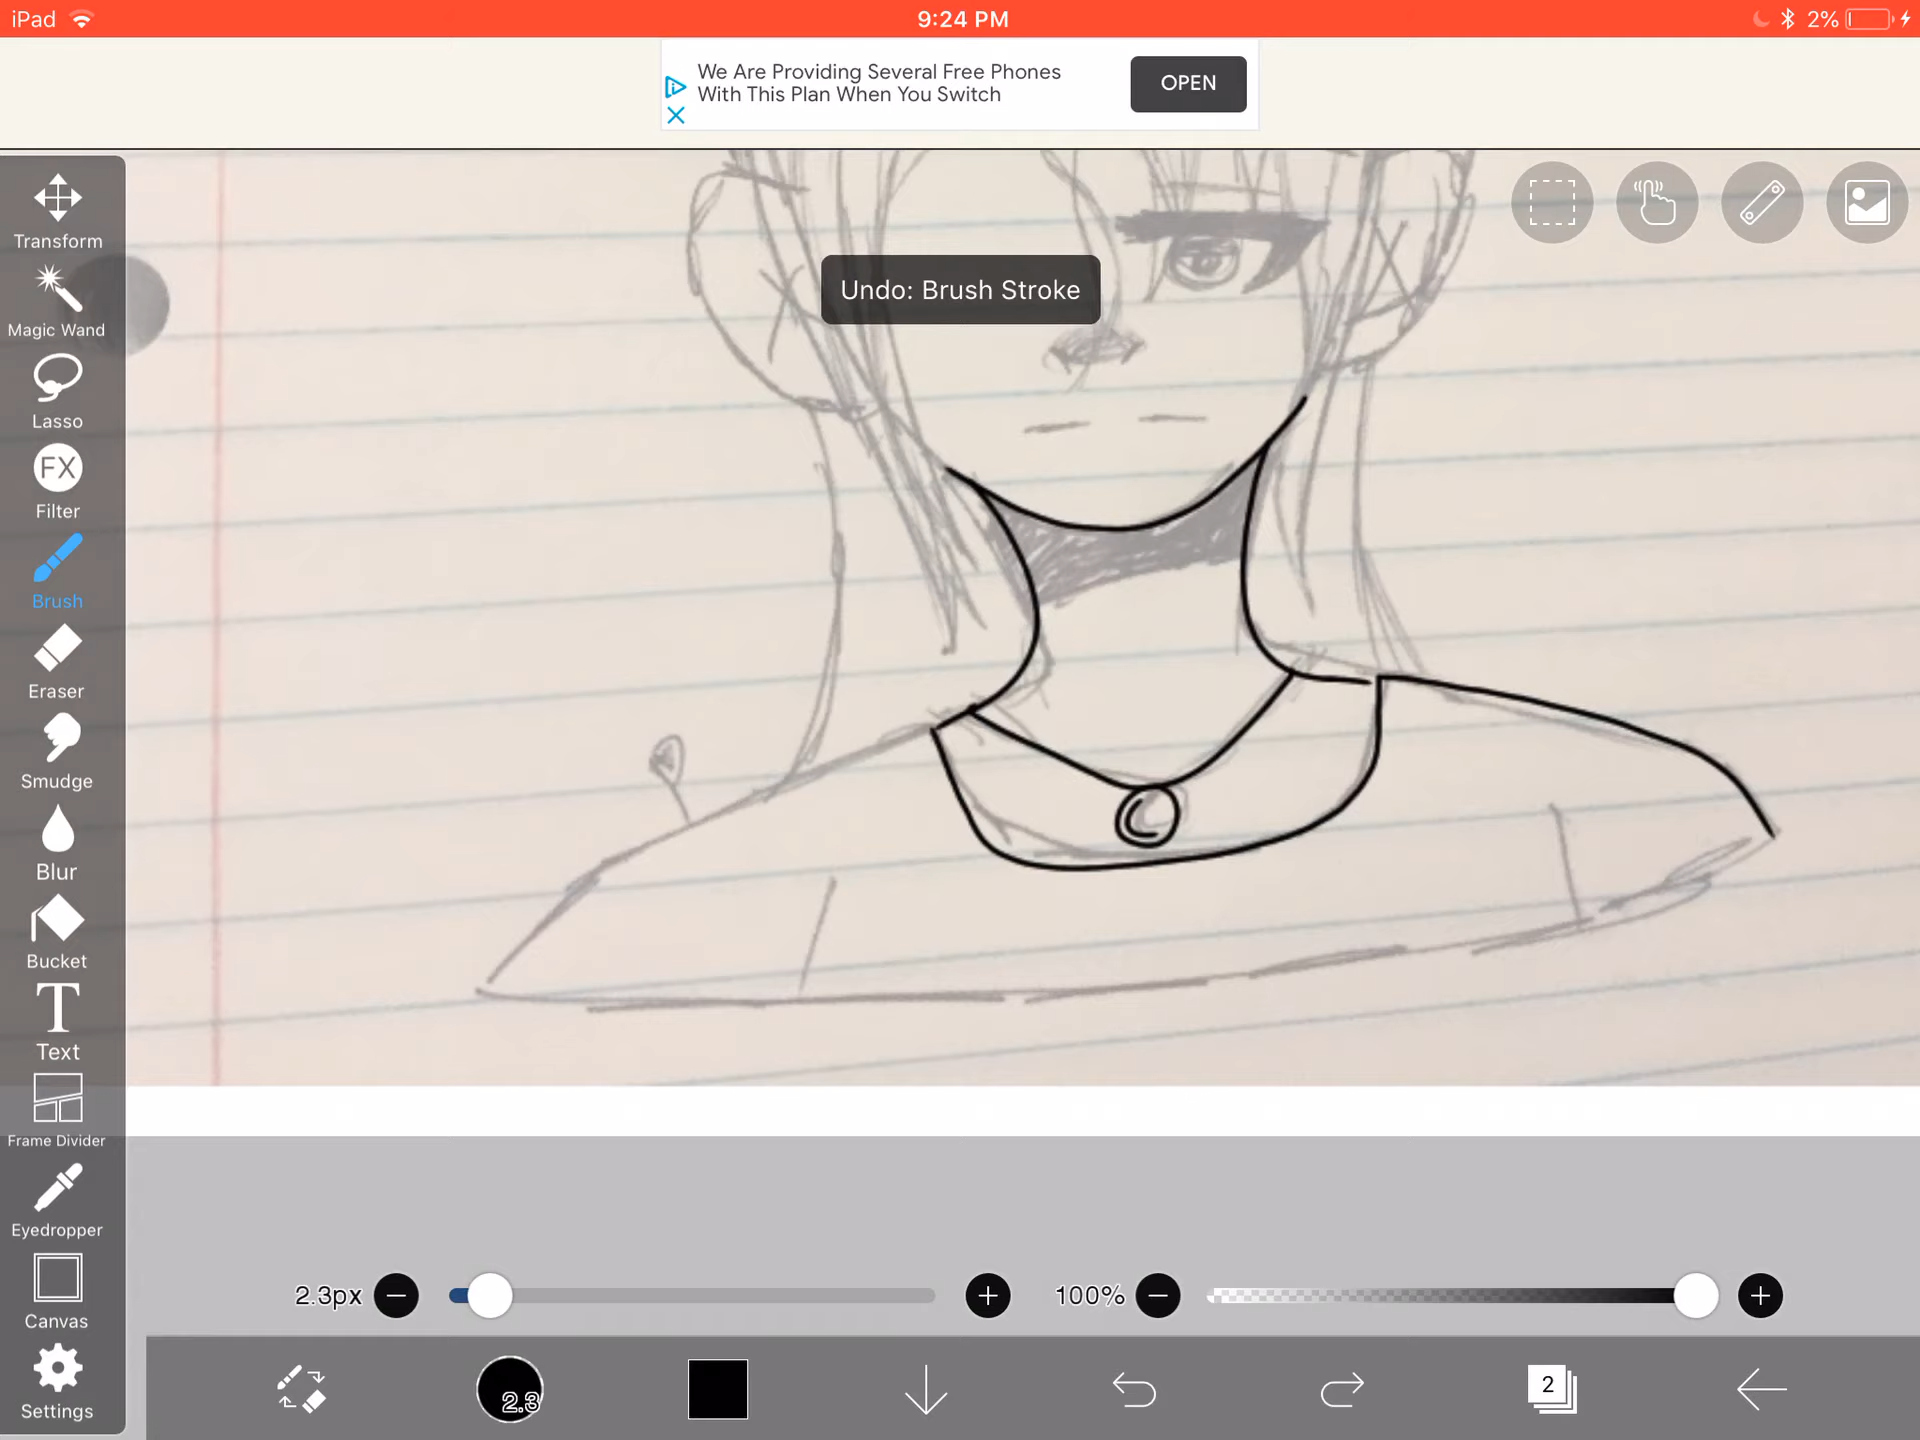 iPad
9:24 PM
2%
We Are Providing Several Free Phones
With This Plan When You Switch
OPEN
Transform
Undo: Brush Stroke
Magic Wand
Lasso
FX
Filter
Brush
Eraser
Smudge
Blur
Bucket
T
Text
Frame Divider
Eyedropper
2.3px
100%
Canvas
2.3
2
Settings